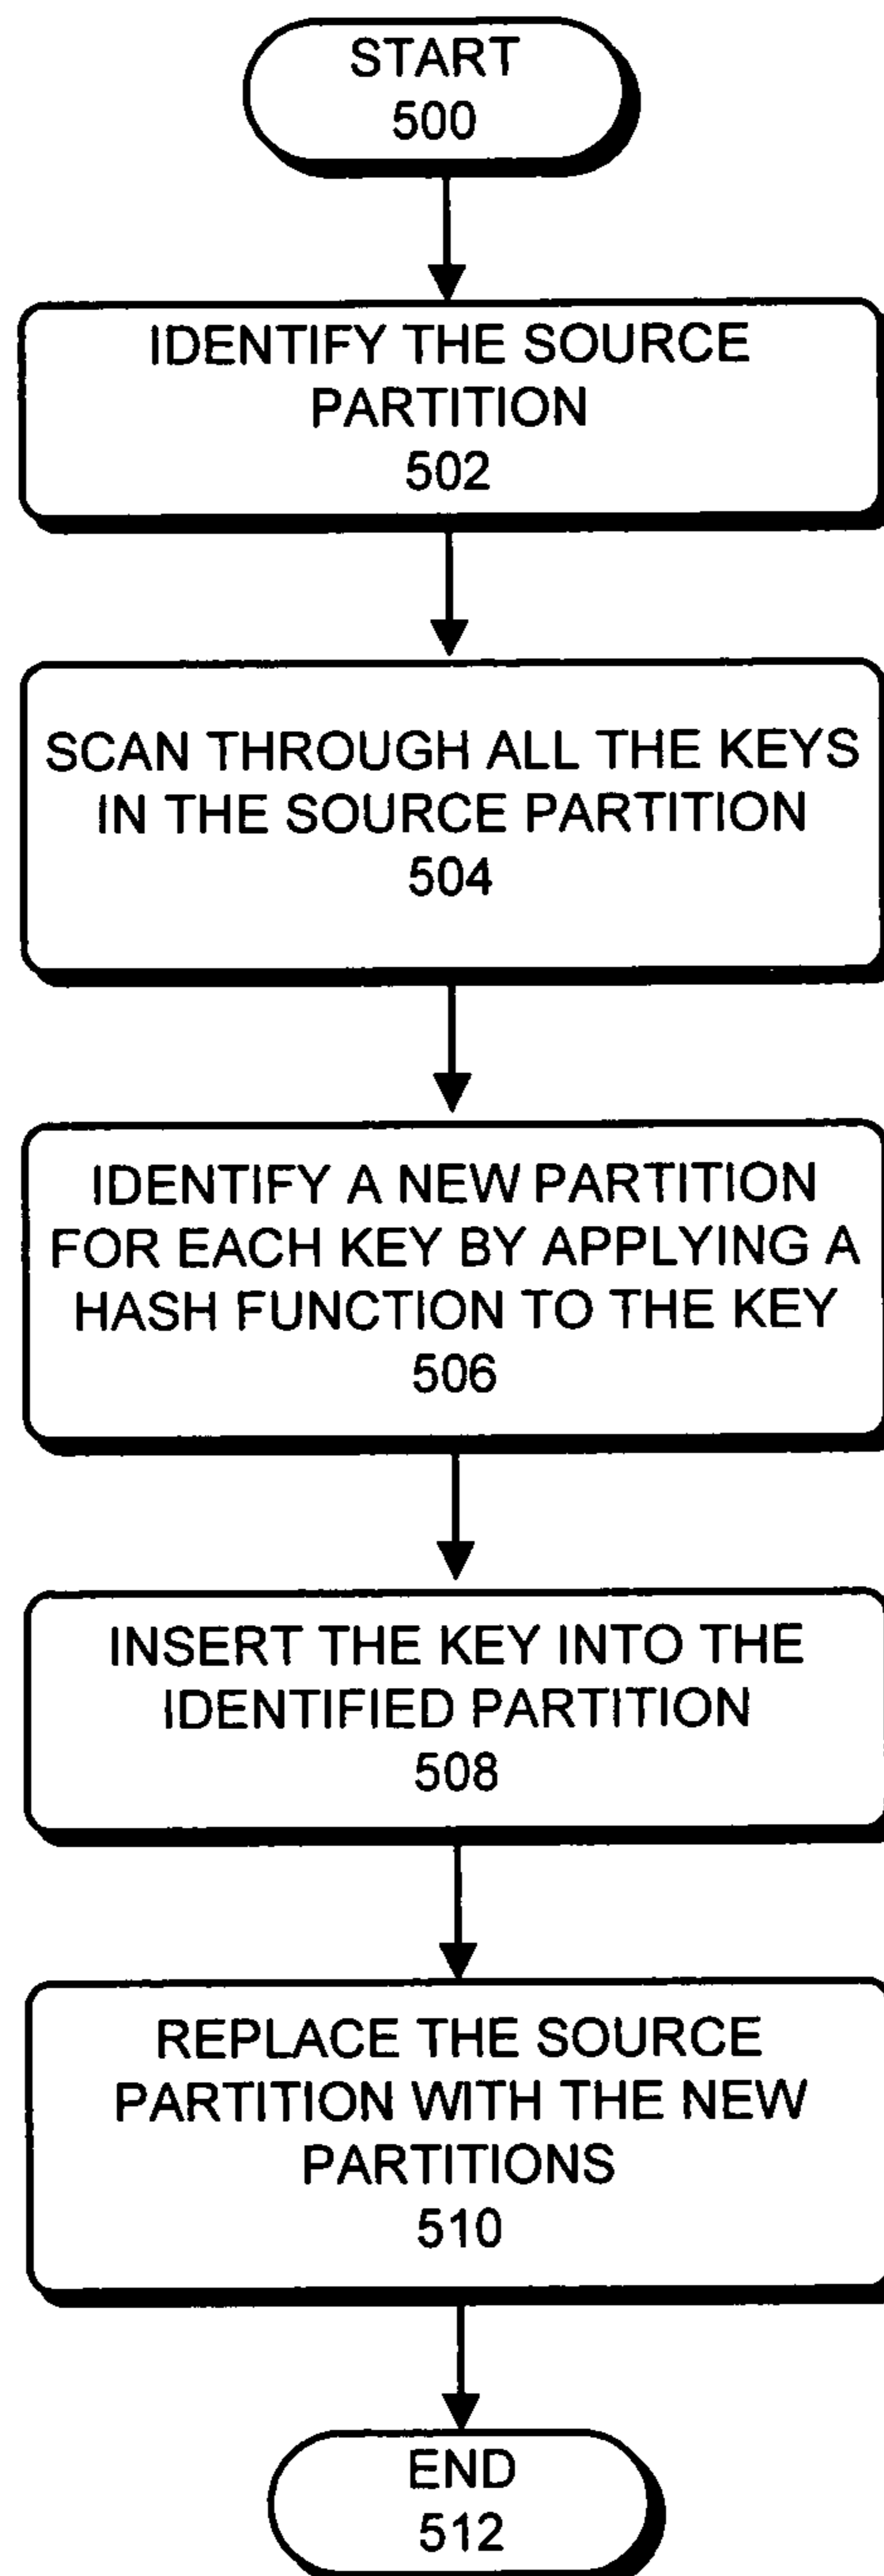 START
500
IDENTIFY THE SOURCE
PARTITION
502
SCAN THROUGH ALL THE KEYS
IN THE SOURCE PARTITION
504
IDENTIFY A NEW PARTITION
FOR EACH KEY BY APPLYING A
HASH FUNCTION TO THE KEY
506
INSERT THE KEY INTO THE
IDENTIFIED PARTITION
508
REPLACE THE SOURCE
PARTITION WITH THE NEW
PARTITIONS
510
END
512